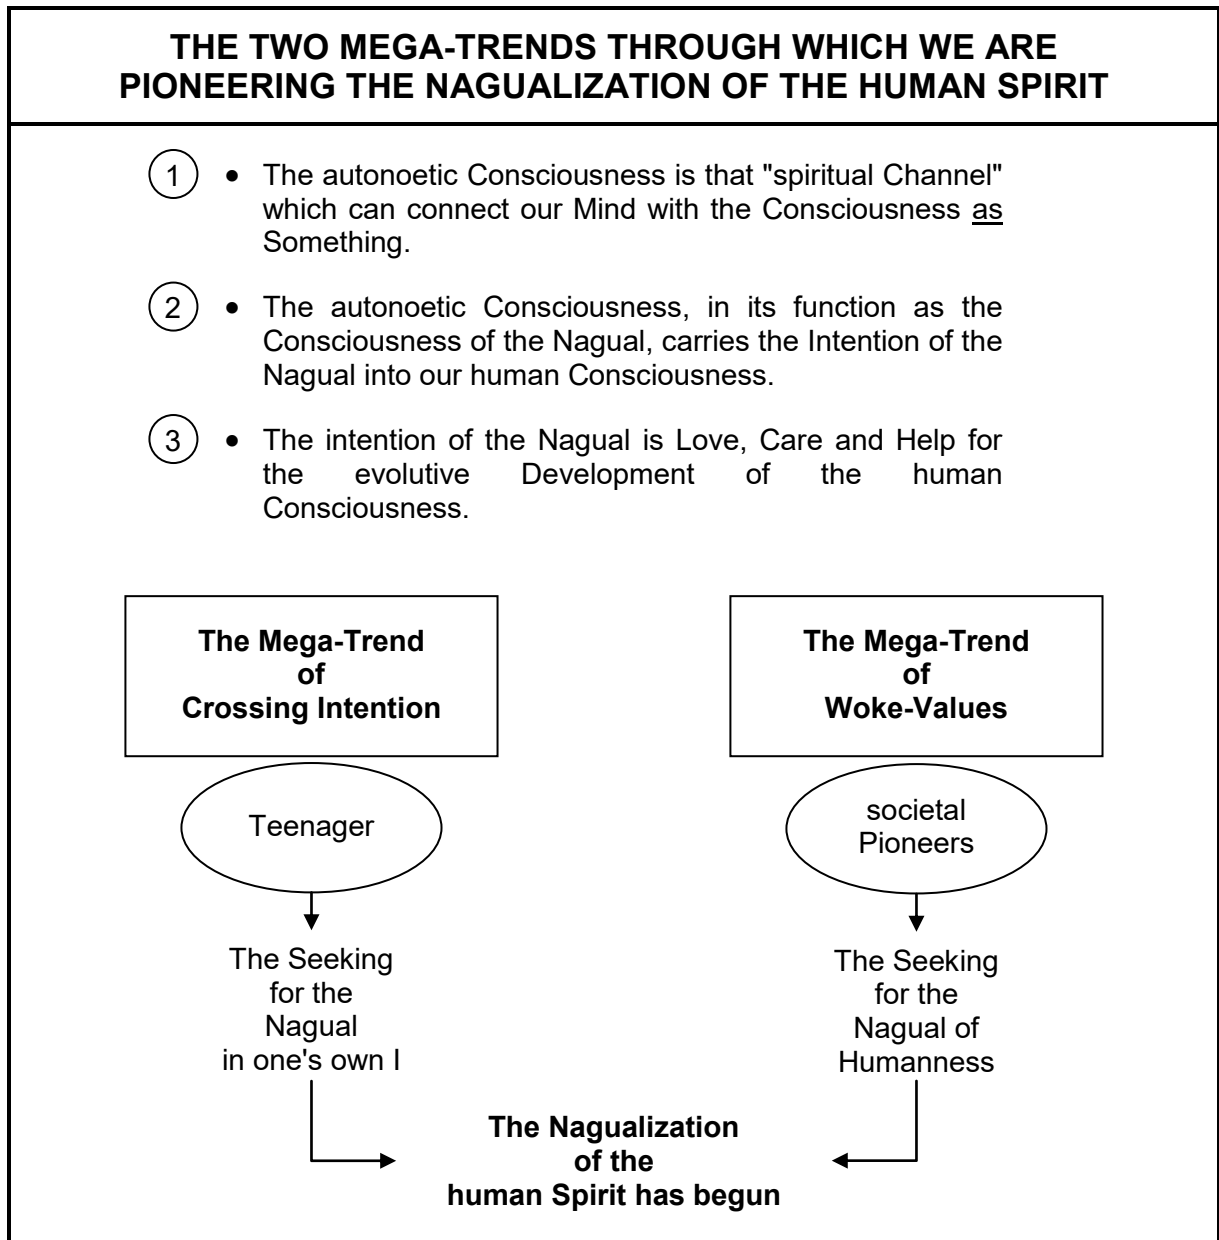 THE TWO MEGA-TRENDS THROUGH WHICH WE ARE
PIONEERING THE NAGUALIZATION OF THE HUMAN SPIRIT
1 • The autonoetic Consciousness is that "spiritual Channel"
which can connect our Mind with the Consciousness as
Something.
2 • The autonoetic Consciousness, in its function as the
Consciousness of the Nagual, carries the Intention of the
Nagual into our human Consciousness.
3 • The intention of the Nagual is Love, Care and Help for
the evolutive Development of the human
Consciousness.
The Mega-Trend
of
Crossing Intention
Teenager
The Seeking
for the
Nagual
in one's own I
The Mega-Trend
of
Woke-Values
societal
Pioneers
The Seeking
for the
Nagual of
Humanness
The Nagualization
of the
human Spirit has begun